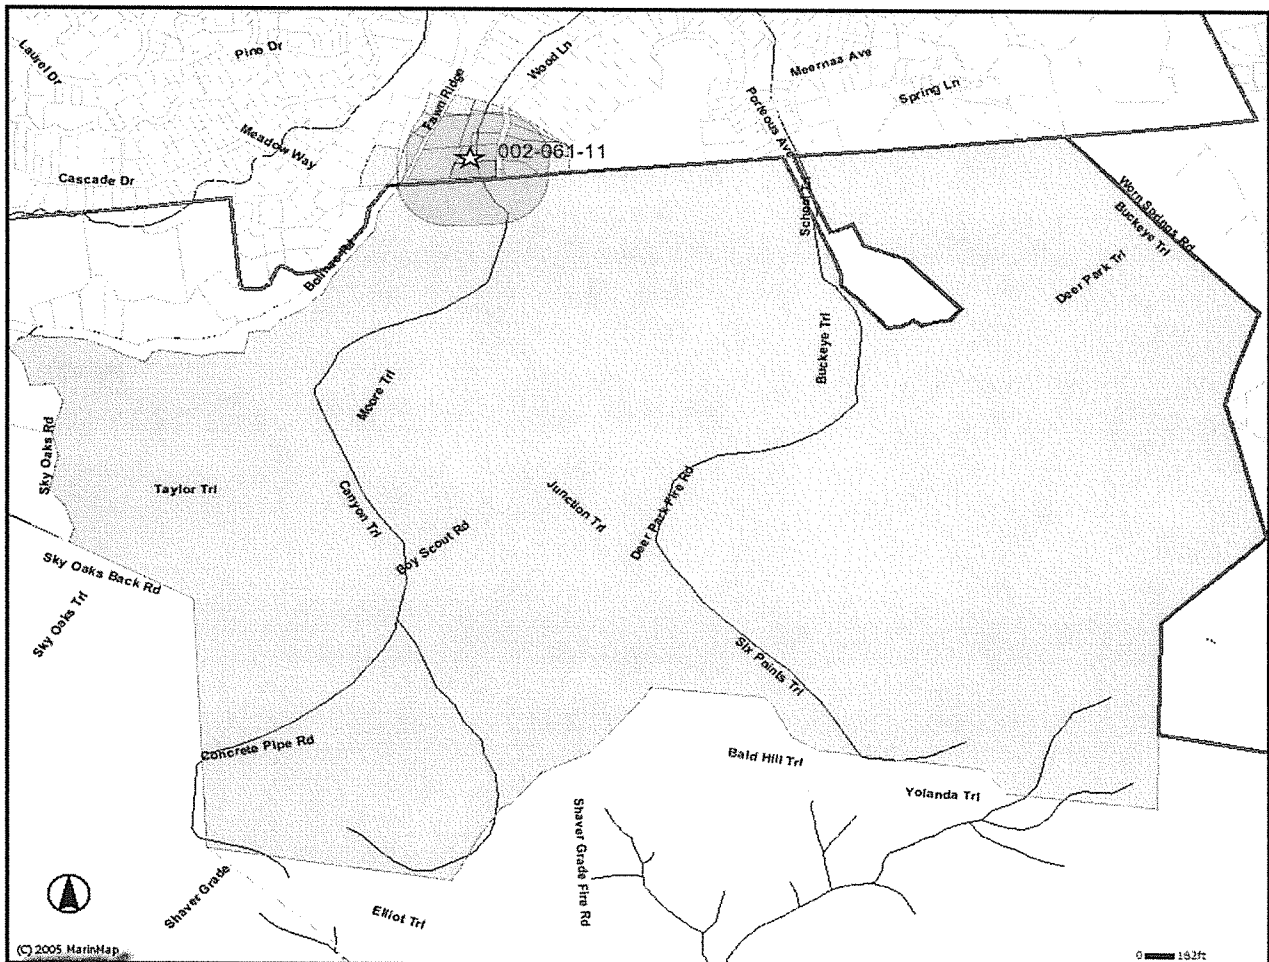 Laurel Dr
Pine Dr
Fawn Ridge
Wood Ln
Meernaa Ave
Spring Ln
Porteous Ave
Meadow Way
002-061-11
Cascade Dr
School Ln
Worn Springs Rd
Buckeye Trl
Deer Park Trl
Bolinas Rd
Buckeye Trl
Moore Trl
Sky Oaks Rd
Taylor Trl
Canyon Trl
Junction Trl
Deer Park Fire Rd
Boy Scout Rd
Sky Oaks Back Rd
Sky Oaks Trl
Six Points Trl
Concrete Pipe Rd
Bald Hill Trl
Yolanda Trl
Shaver Grade Fire Rd
Shaver Grade
Elliot Trl
(C) 2005 MarinMap
0 182ft